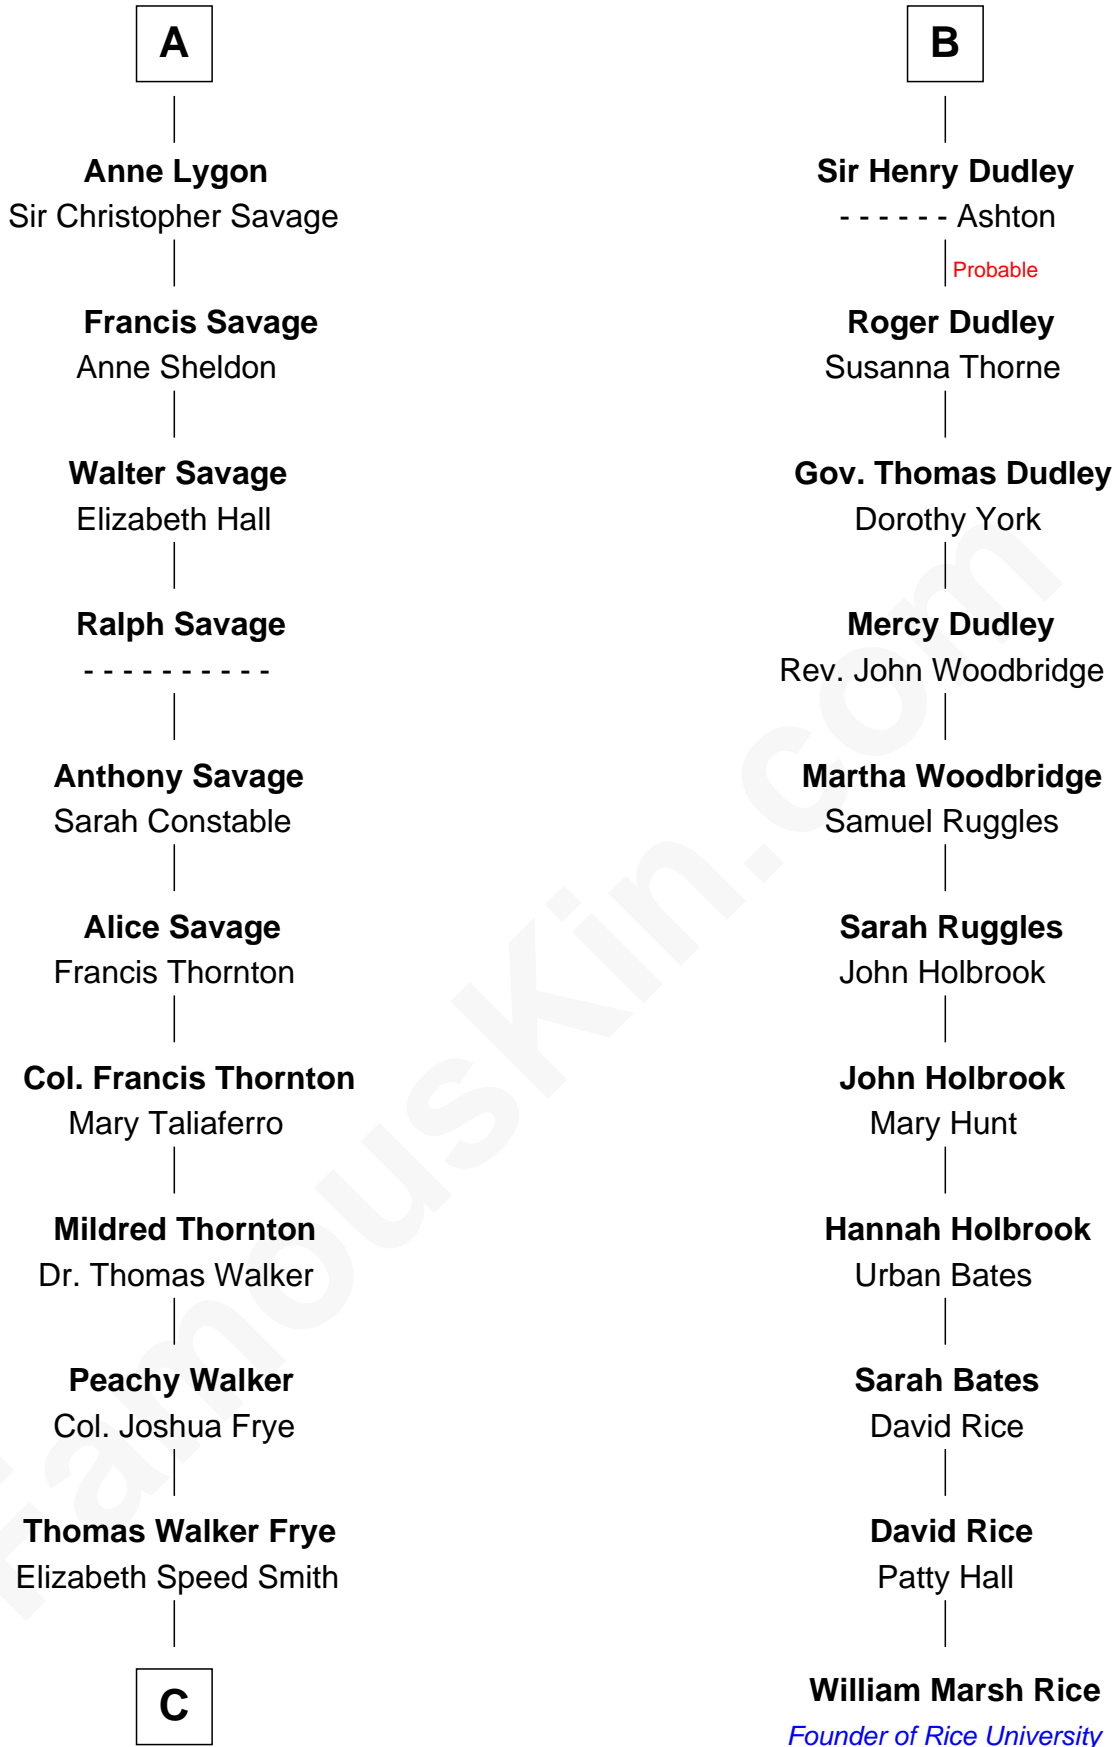 A
Anne Lygon
Sir Christopher Savage
Francis Savage
Anne Sheldon
Walter Savage
Elizabeth Hall
Ralph Savage
- - - - - - - - - -
Anthony Savage
Sarah Constable
Alice Savage
Francis Thornton
Col. Francis Thornton
Mary Taliaferro
Mildred Thornton
Dr. Thomas Walker
Peachy Walker
Col. Joshua Frye
Thomas Walker Frye
Elizabeth Speed Smith
C
B
Sir Henry Dudley
- - - - - - Ashton
Probable
Roger Dudley
Susanna Thorne
Gov. Thomas Dudley
Dorothy York
Mercy Dudley
Rev. John Woodbridge
Martha Woodbridge
Samuel Ruggles
Sarah Ruggles
John Holbrook
John Holbrook
Mary Hunt
Hannah Holbrook
Urban Bates
Sarah Bates
David Rice
David Rice
Patty Hall
William Marsh Rice
Founder of Rice University
FamousKin.com